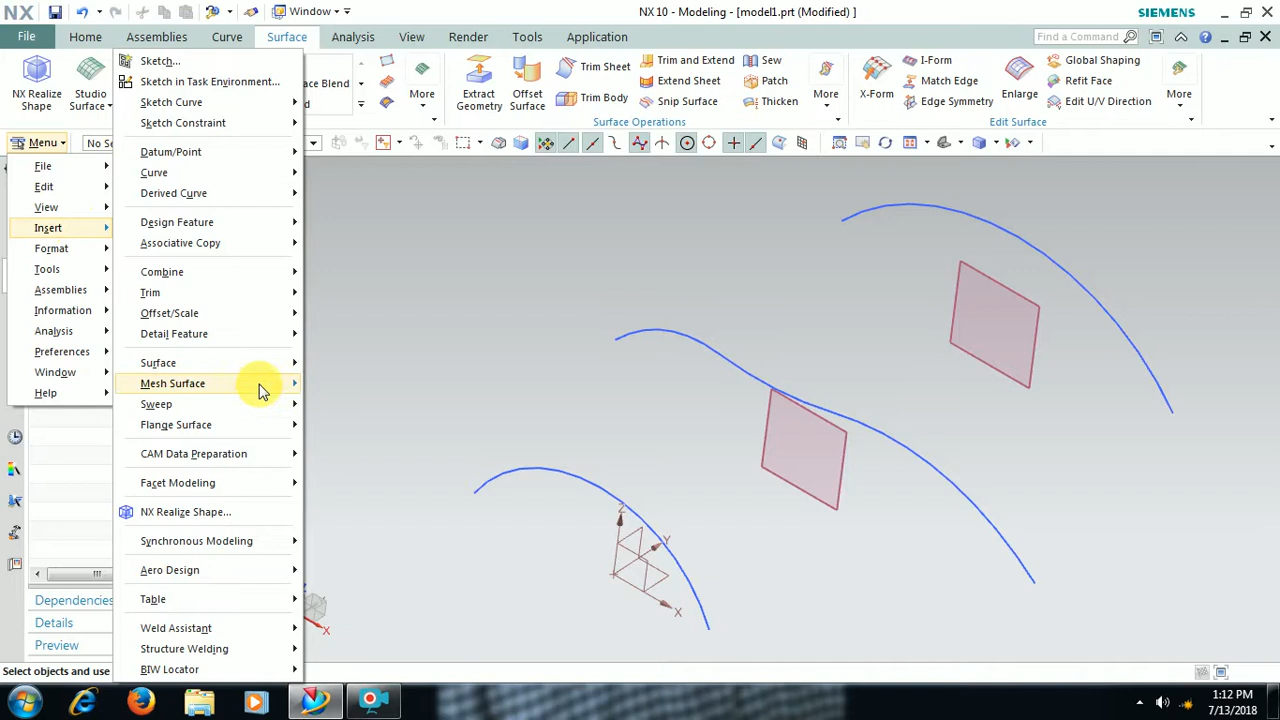 NX
Window
NX 10 - Modeling - [model1.prt (Modified) ]
SIEMENS
File
Home
Assemblies
Curve
Surface
Analysis
View
Render
Tools
Application
Find a Command
NX Realize
Shape
Studio
Surface
Sketch...
Sketch in Task Environment...
Sketch Curve
Sketch Constraint
Datum/Point
Curve
Derived Curve
Design Feature
Associative Copy
Combine
Trim
Offset/Scale
Detail Feature
Surface
Mesh Surface
Sweep
Flange Surface
CAM Data Preparation
Facet Modeling
NX Realize Shape...
Synchronous Modeling
Aero Design
Table
Weld Assistant
Structure Welding
BIW Locator
More
Extract
Geometry
Offset
Surface
Trim Sheet
Trim Body
Trim and Extend
Extend Sheet
Snip Surface
Sew
Patch
Thicken
More
Surface Operations
X-Form
I-Form
Match Edge
Edge Symmetry
Enlarge
Global Shaping
Refit Face
Edit U/V Direction
More
Edit Surface
Menu
File
Edit
View
Insert
Format
Tools
Assemblies
Information
Analysis
Preferences
Window
Help
Dependencies
Details
Preview
Z
Y
X
X
Select objects and use
1:12 PM
7/13/2018